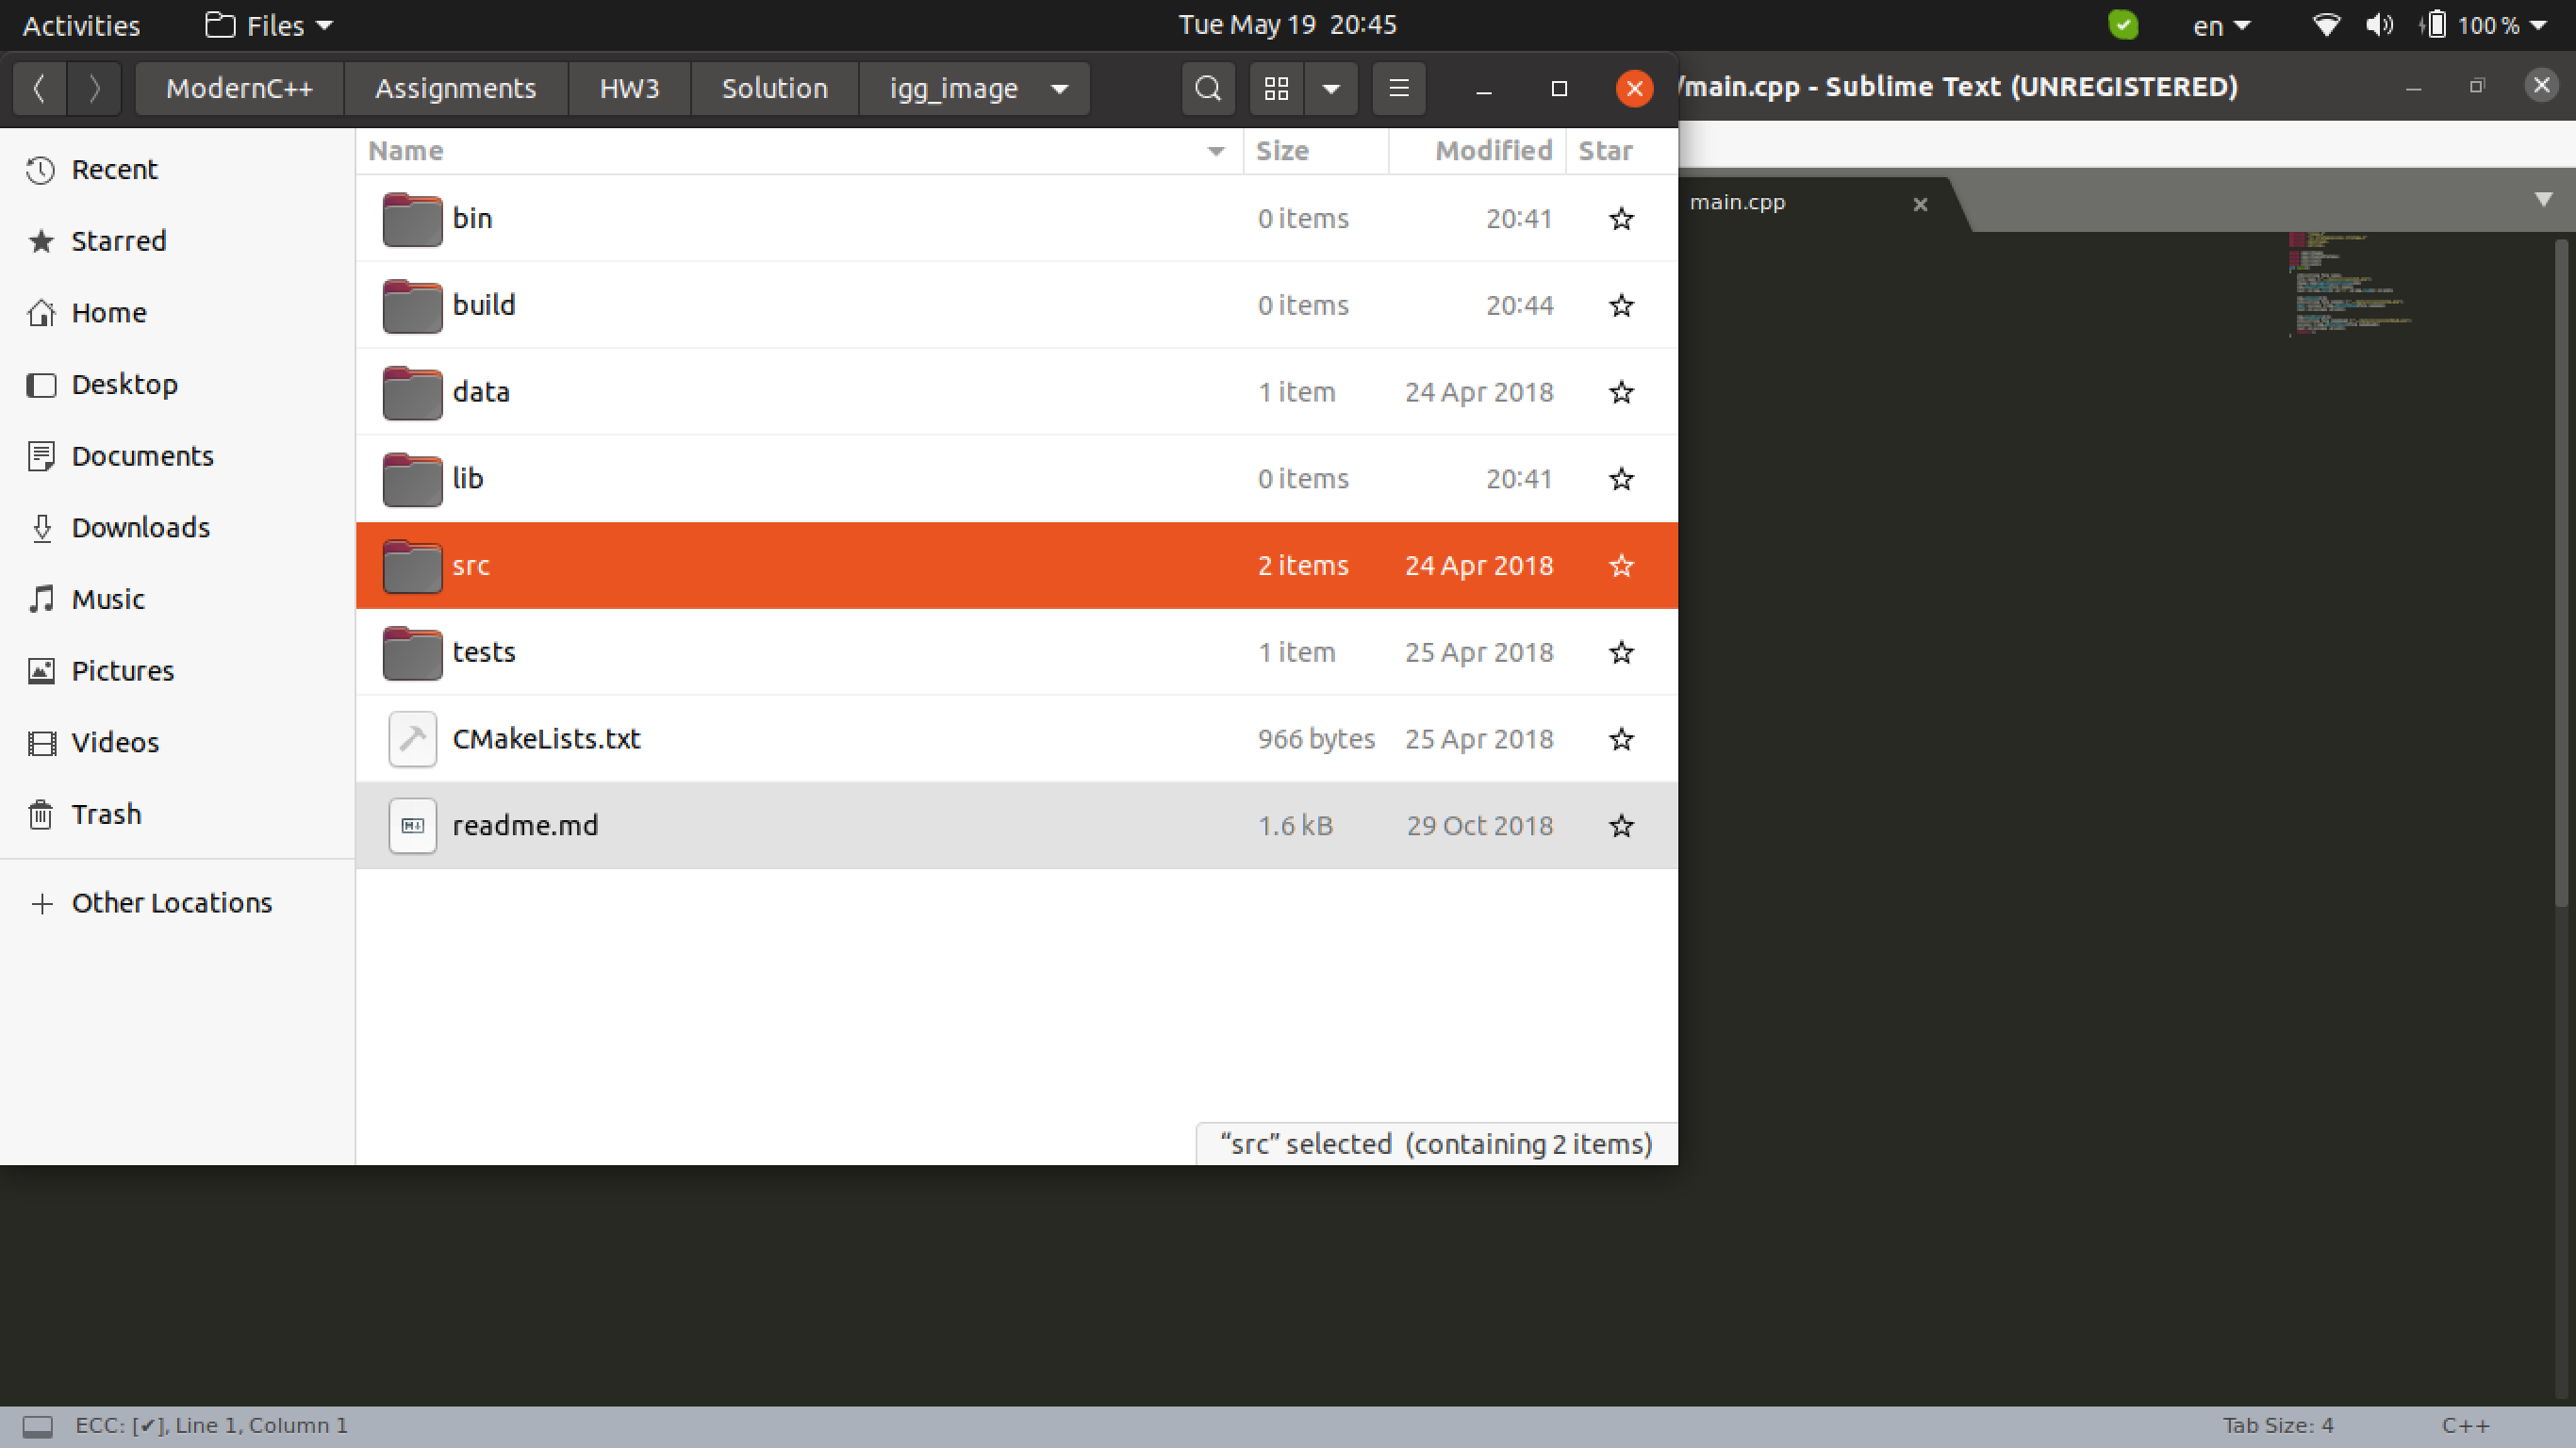 Activities Files Tue May 19 20:45 en 100 %
ModernC++ Assignments HW3 Solution igg_image /main.cpp - Sublime Text (UNREGISTERED)
Name Size Modified Star
Recent
Starred
Home
Desktop
Documents
Downloads
Music
Pictures
Videos
Trash
Other Locations
bin 0 items 20:41
build 0 items 20:44
data 1 item 24 Apr 2018
lib 0 items 20:41
src 2 items 24 Apr 2018
tests 1 item 25 Apr 2018
CMakeLists.txt 966 bytes 25 Apr 2018
readme.md 1.6 kB 29 Oct 2018
“src” selected (containing 2 items)
main.cpp
ECC: [✔], Line 1, Column 1 Tab Size: 4 C++